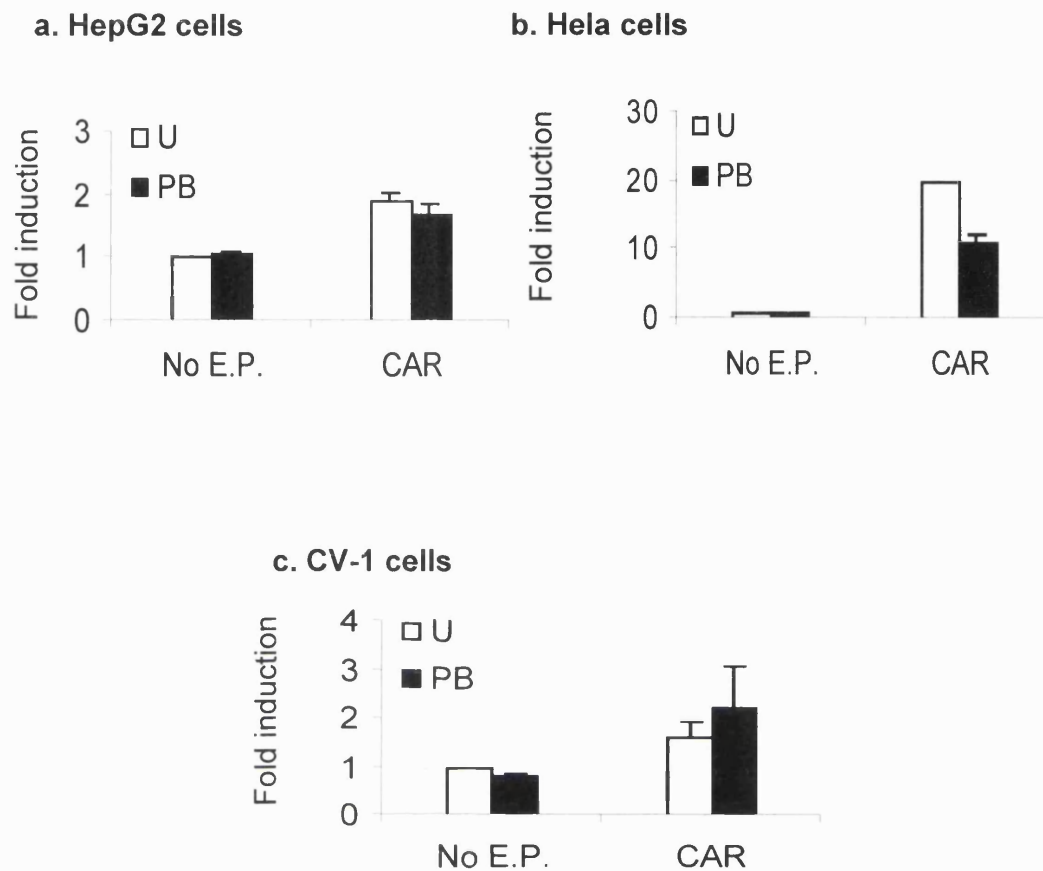 a. HepG2 cells
Fold induction
3
2
1
0
U
PB
No E.P. CAR
b. Hela cells
Fold induction
30
20
10
0
U
PB
No E.P. CAR
c. CV-1 cells
Fold induction
4
3
2
1
0
U
PB
No E.P. CAR